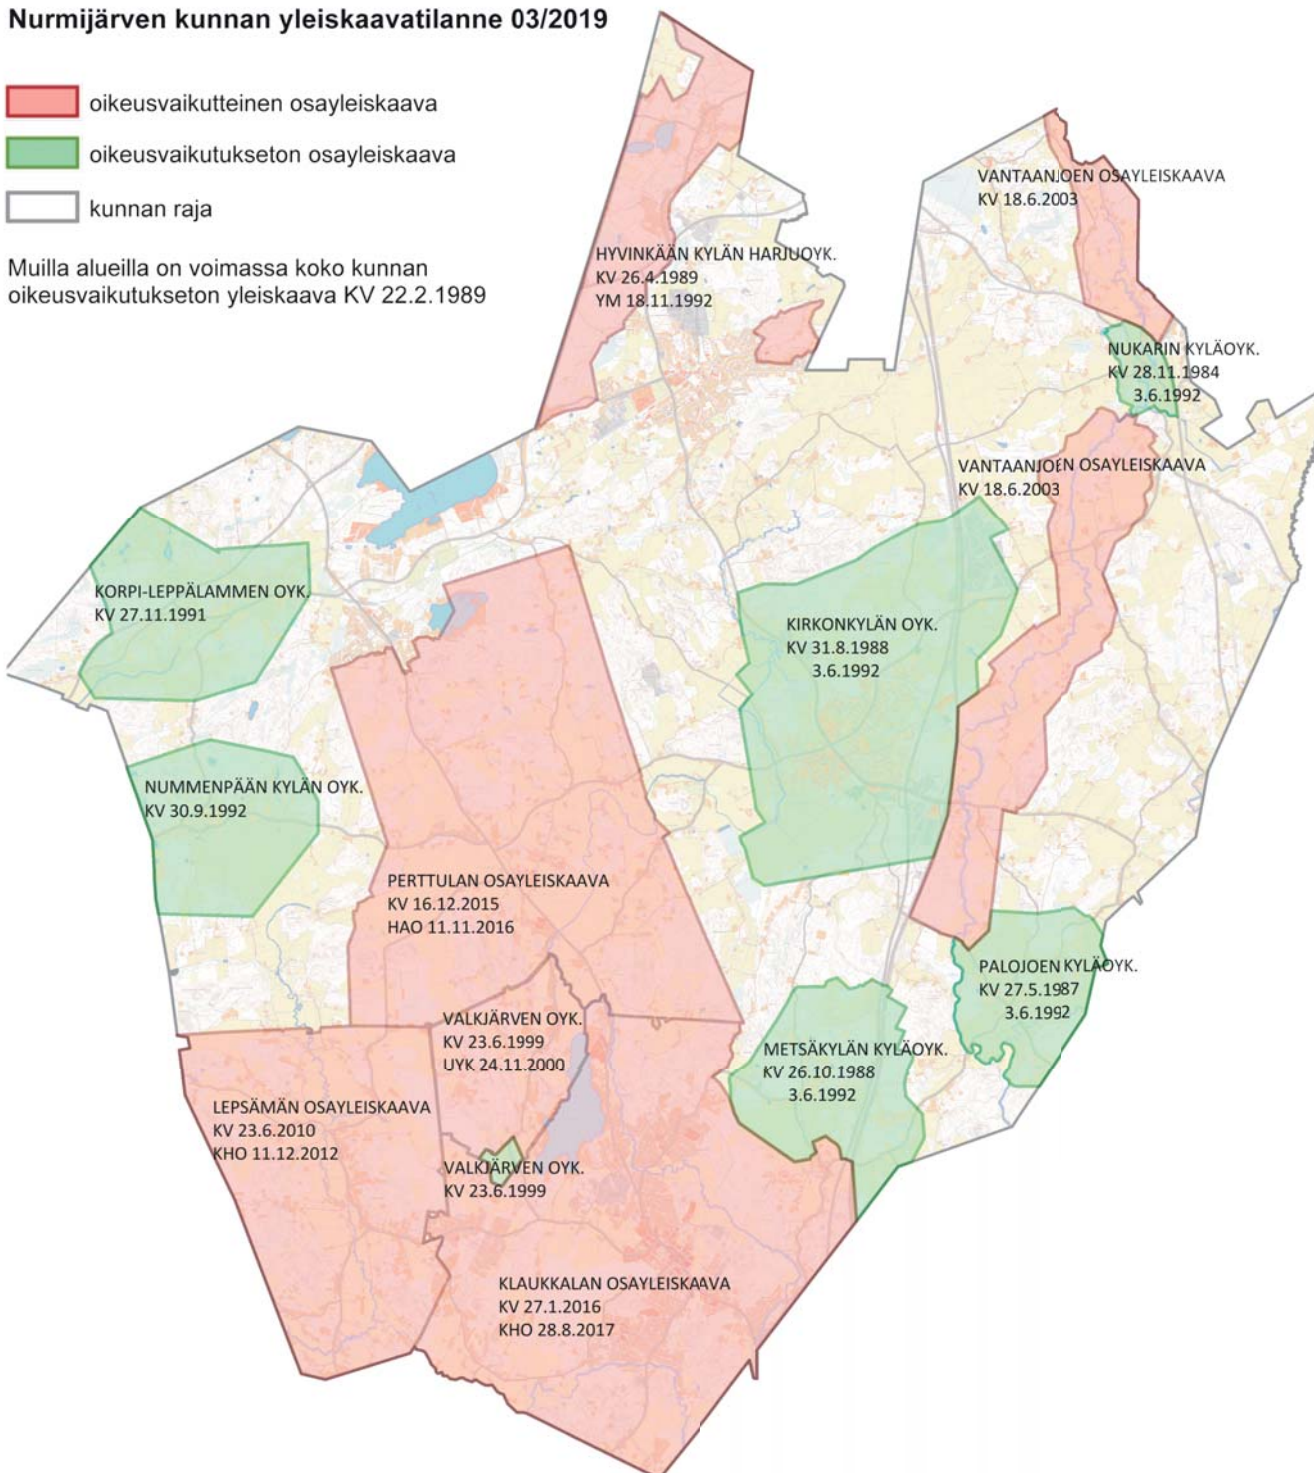 Nurmijärven kunnan yleiskaavatilanne 03/2019
oikeusvaikutteinen osayleiskaava
oikeusvaikutukseton osayleiskaava
kunnan raja
Muilla alueilla on voimassa koko kunnan
oikeusvaikutukseton yleiskaava KV 22.2.1989
VANTAANJOEN OSAYLEISKAAVA
KV 18.6.2003
HYVINKÄÄN KYLÄN HARJUOYK.
KV 26.4.1989
YM 18.11.1992
NUKARIN KYLÄOYK.
KV 28.11.1984
3.6.1992
VANTAANJOEN OSAYLEISKAAVA
KV 18.6.2003
KORPI-LEPPÄLAMMEN OYK.
KV 27.11.1991
KIRKONKYLÄN OYK.
KV 31.8.1988
3.6.1992
NUMMENPÄÄN KYLÄN OYK.
KV 30.9.1992
PERTTULAN OSAYLEISKAAVA
KV 16.12.2015
HAO 11.11.2016
PALOJOEN KYLÄOYK.
KV 27.5.1987
3.6.1992
VALKJÄRVEN OYK.
KV 23.6.1999
UYK 24.11.2000
METSÄKYLÄN KYLÄOYK.
KV 26.10.1988
3.6.1992
LEPSÄMÄN OSAYLEISKAAVA
KV 23.6.2010
KHO 11.12.2012
VALKJÄRVEN OYK.
KV 23.6.1999
KLAUKKALAN OSAYLEISKAAVA
KV 27.1.2016
KHO 28.8.2017